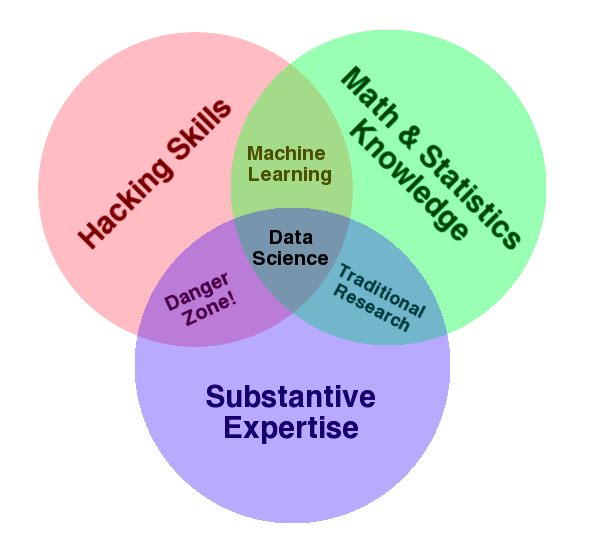 Hacking Skills
Math & Statistics
Knowledge
Machine
Learning
Data
Science
Danger
Zone!
Traditional
Research
Substantive
Expertise